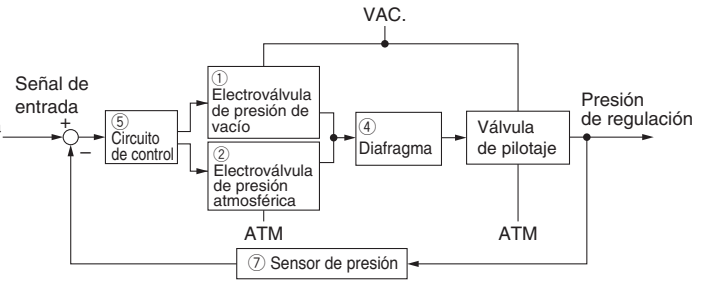 VAC.
Señal de
entrada
+
−
⑤
Circuito
de control
①
Electroválvula
de presión de
vacío
②
Electroválvula
de presión
atmosférica
④
Diafragma
Válvula
de pilotaje
Presión
de regulación
ATM
ATM
⑦ Sensor de presión